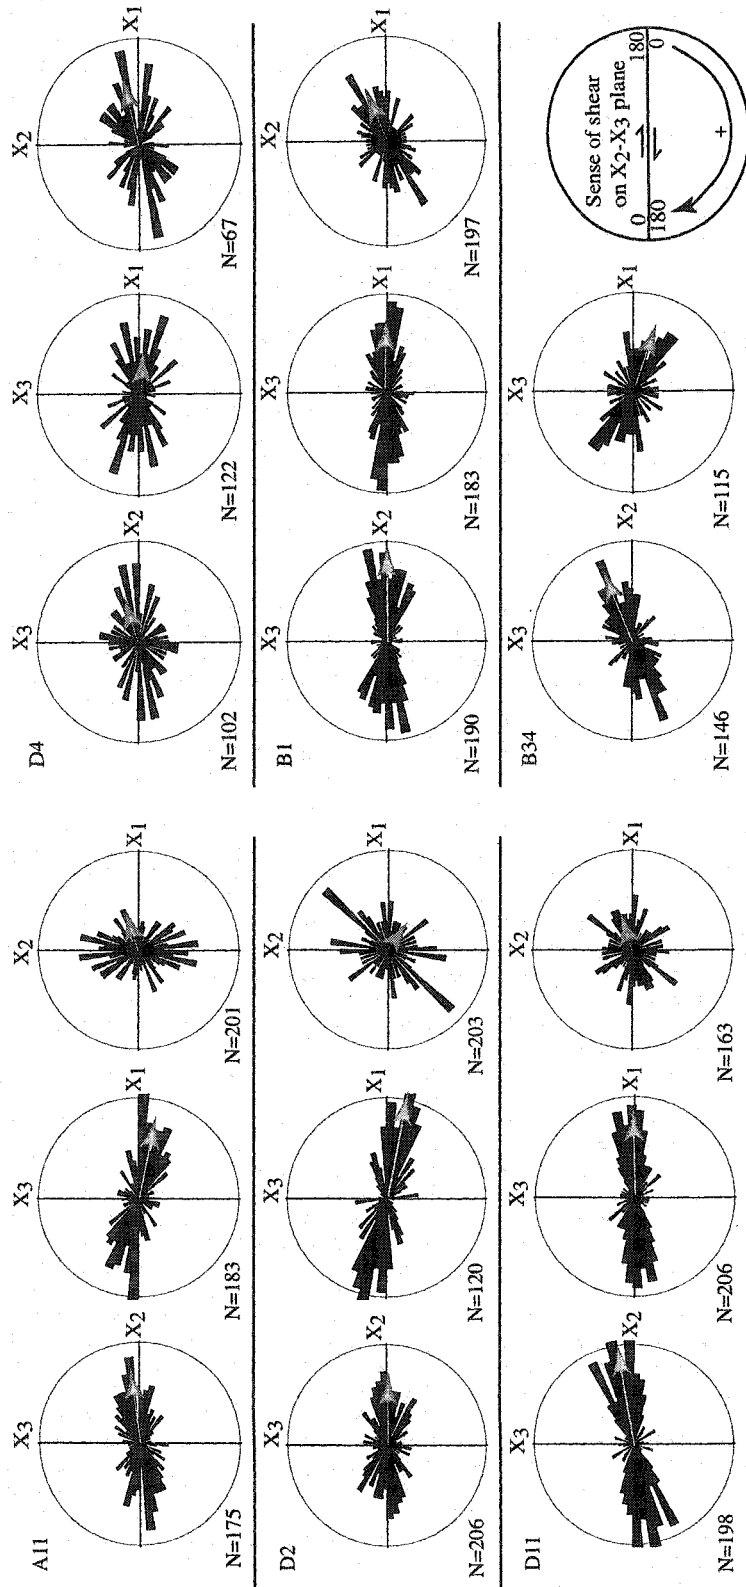 A11
X3
X2
N=175
X3
X1
N=183
X2
X1
N=201
D4
X3
X2
N=102
X3
X1
N=122
X2
X1
N=67
D2
X3
X2
N=206
X3
X1
N=120
X2
X1
N=203
B1
X3
X2
N=190
X3
X1
N=183
X2
X1
N=197
D11
X3
X2
N=198
X3
X1
N=206
X2
X1
N=163
B34
X3
X2
N=146
X3
X1
N=115
Sense of shear
on X2-X3 plane
0
180
180
0
+